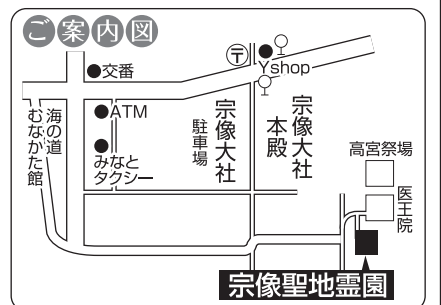 ご案内図
交番
〒
Yshop
ATM
みなと
タクシー
海の道
むなかた館
宗像大社
駐車場
宗像大社
本殿
高宮祭場
医王院
宗像聖地霊園